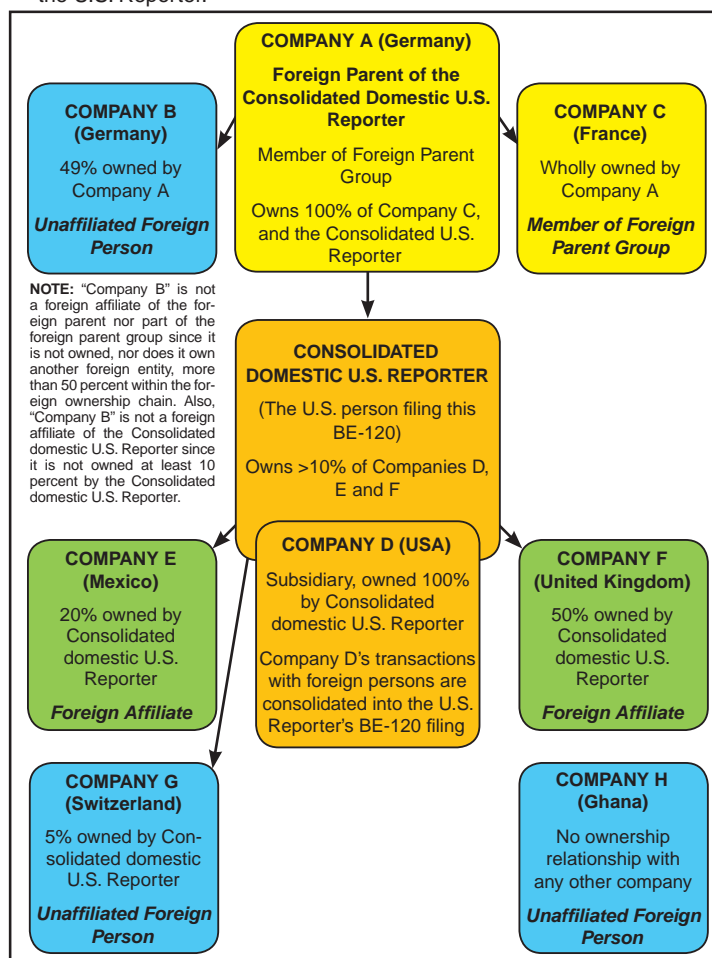 the U.S. Reporter.
COMPANY A (Germany)
Foreign Parent of the
Consolidated Domestic U.S.
Reporter
Member of Foreign Parent
Group
Owns 100% of Company C,
and the Consolidated U.S.
Reporter
COMPANY B
(Germany)
49% owned by
Company A
Unaffiliated Foreign
Person
COMPANY C
(France)
Wholly owned by
Company A
Member of Foreign
Parent Group
NOTE: “Company B” is not
a foreign affiliate of the for-
eign parent nor part of the
foreign parent group since it
is not owned, nor does it own
another foreign entity, more
than 50 percent within the for-
eign ownership chain. Also,
“Company B” is not a foreign
affiliate of the Consolidated
domestic U.S. Reporter since
it is not owned at least 10
percent by the Consolidated
domestic U.S. Reporter.
CONSOLIDATED
DOMESTIC U.S. REPORTER
(The U.S. person filing this
BE-120)
Owns >10% of Companies D,
E and F
COMPANY E
(Mexico)
20% owned by
Consolidated
domestic U.S.
Reporter
Foreign Affiliate
COMPANY D (USA)
Subsidiary, owned 100%
by Consolidated
domestic U.S. Reporter
Company D’s transactions
with foreign persons are
consolidated into the U.S.
Reporter’s BE-120 filing
COMPANY F
(United Kingdom)
50% owned by
Consolidated
domestic U.S.
Reporter
Foreign Affiliate
COMPANY G
(Switzerland)
5% owned by Con-
solidated domestic
U.S. Reporter
Unaffiliated Foreign
Person
COMPANY H
(Ghana)
No ownership
relationship with
any other company
Unaffiliated Foreign
Person